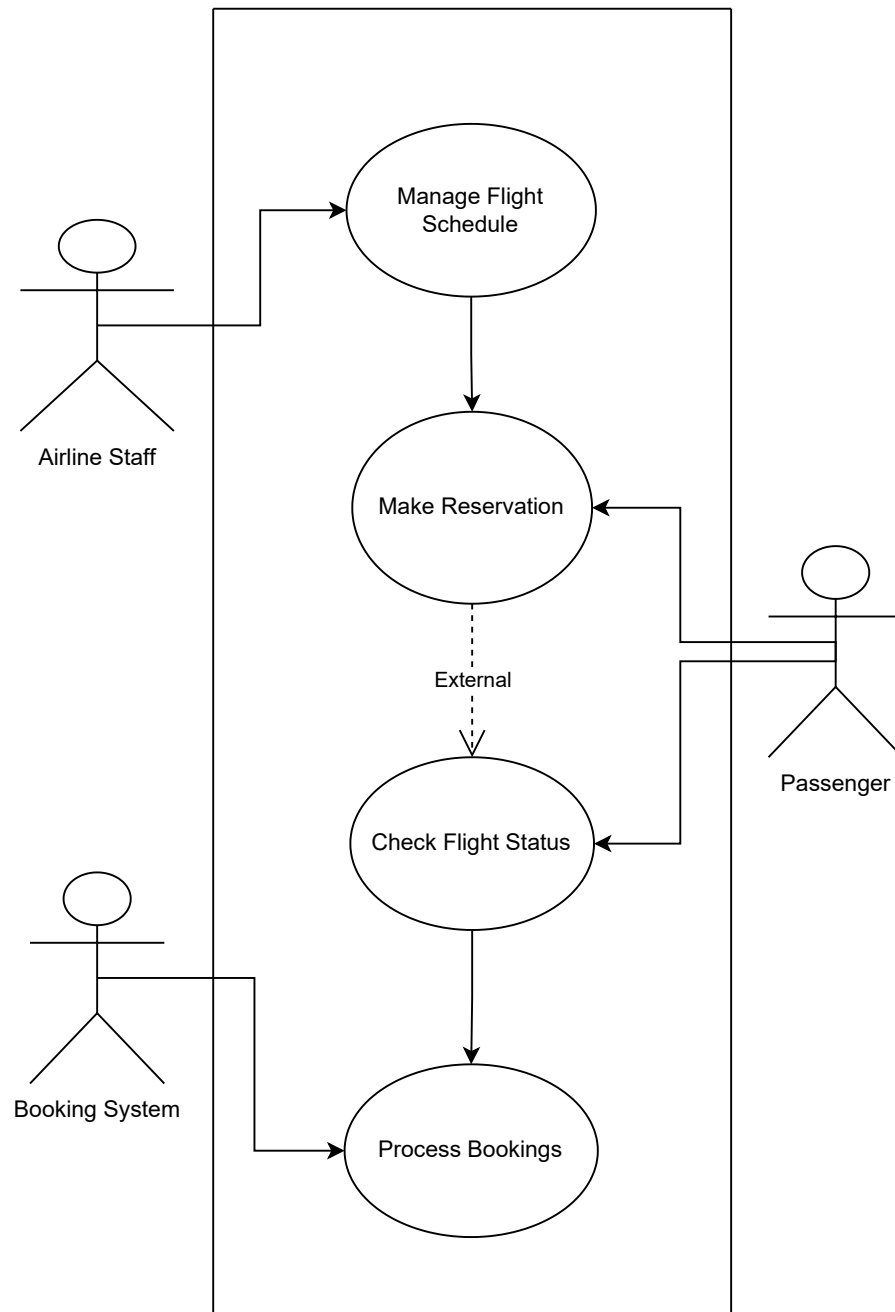 Manage Flight
Schedule
Airline Staff
Make Reservation
External
Passenger
Check Flight Status
Booking System
Process Bookings